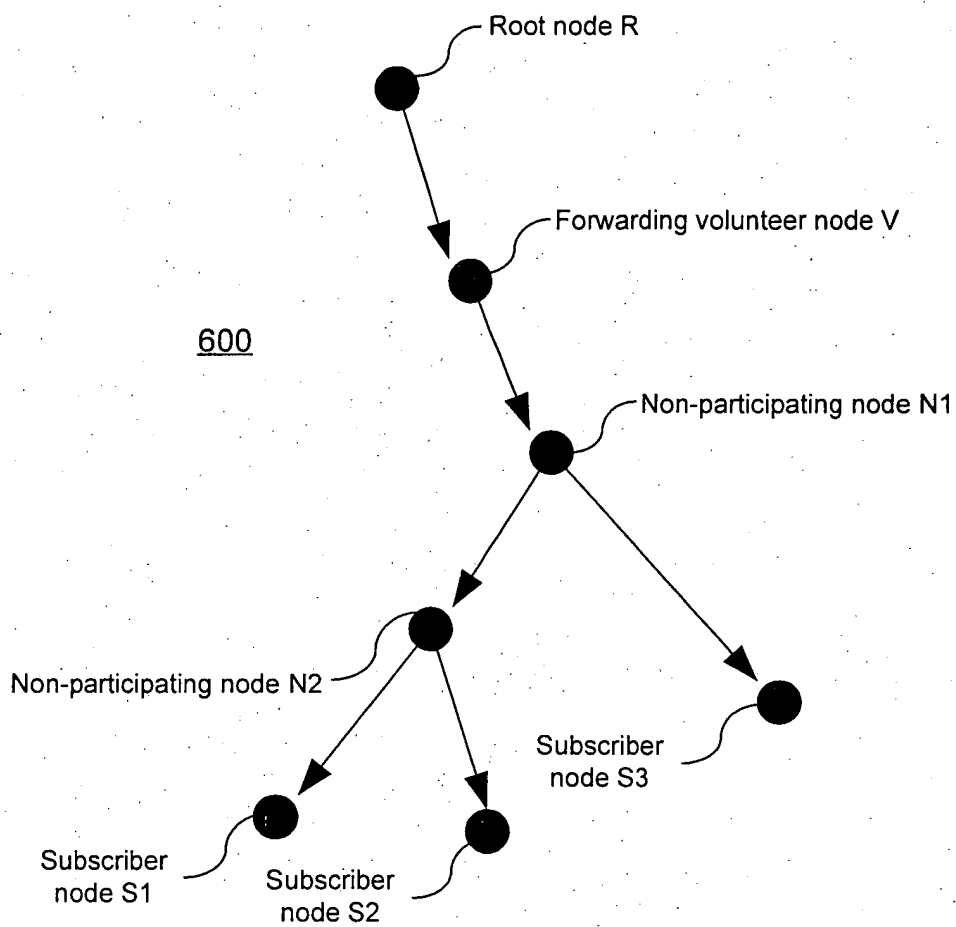 Root node R
Forwarding volunteer node V
600
Non-participating node N1
Non-participating node N2
Subscriber
node S3
Subscriber
node S1
Subscriber
node S2